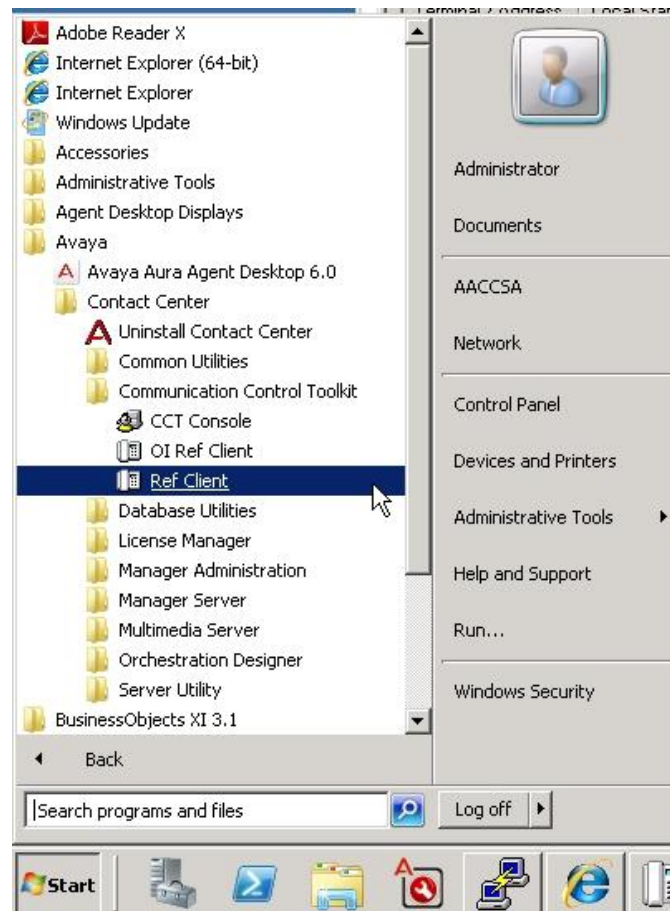 Terminal / Address Local Star
Adobe Reader X
Internet Explorer (64-bit)
Internet Explorer
Windows Update
Accessories
Administrative Tools
Agent Desktop Displays
Avaya
Avaya Aura Agent Desktop 6.0
Contact Center
Uninstall Contact Center
Common Utilities
Communication Control Toolkit
CCT Console
OI Ref Client
Ref Client
Database Utilities
License Manager
Manager Administration
Manager Server
Multimedia Server
Orchestration Designer
Server Utility
BusinessObjects XI 3.1
Back
Search programs and files
Administrator
Documents
AACCSA
Network
Control Panel
Devices and Printers
Administrative Tools
Help and Support
Run...
Windows Security
Log off
Start